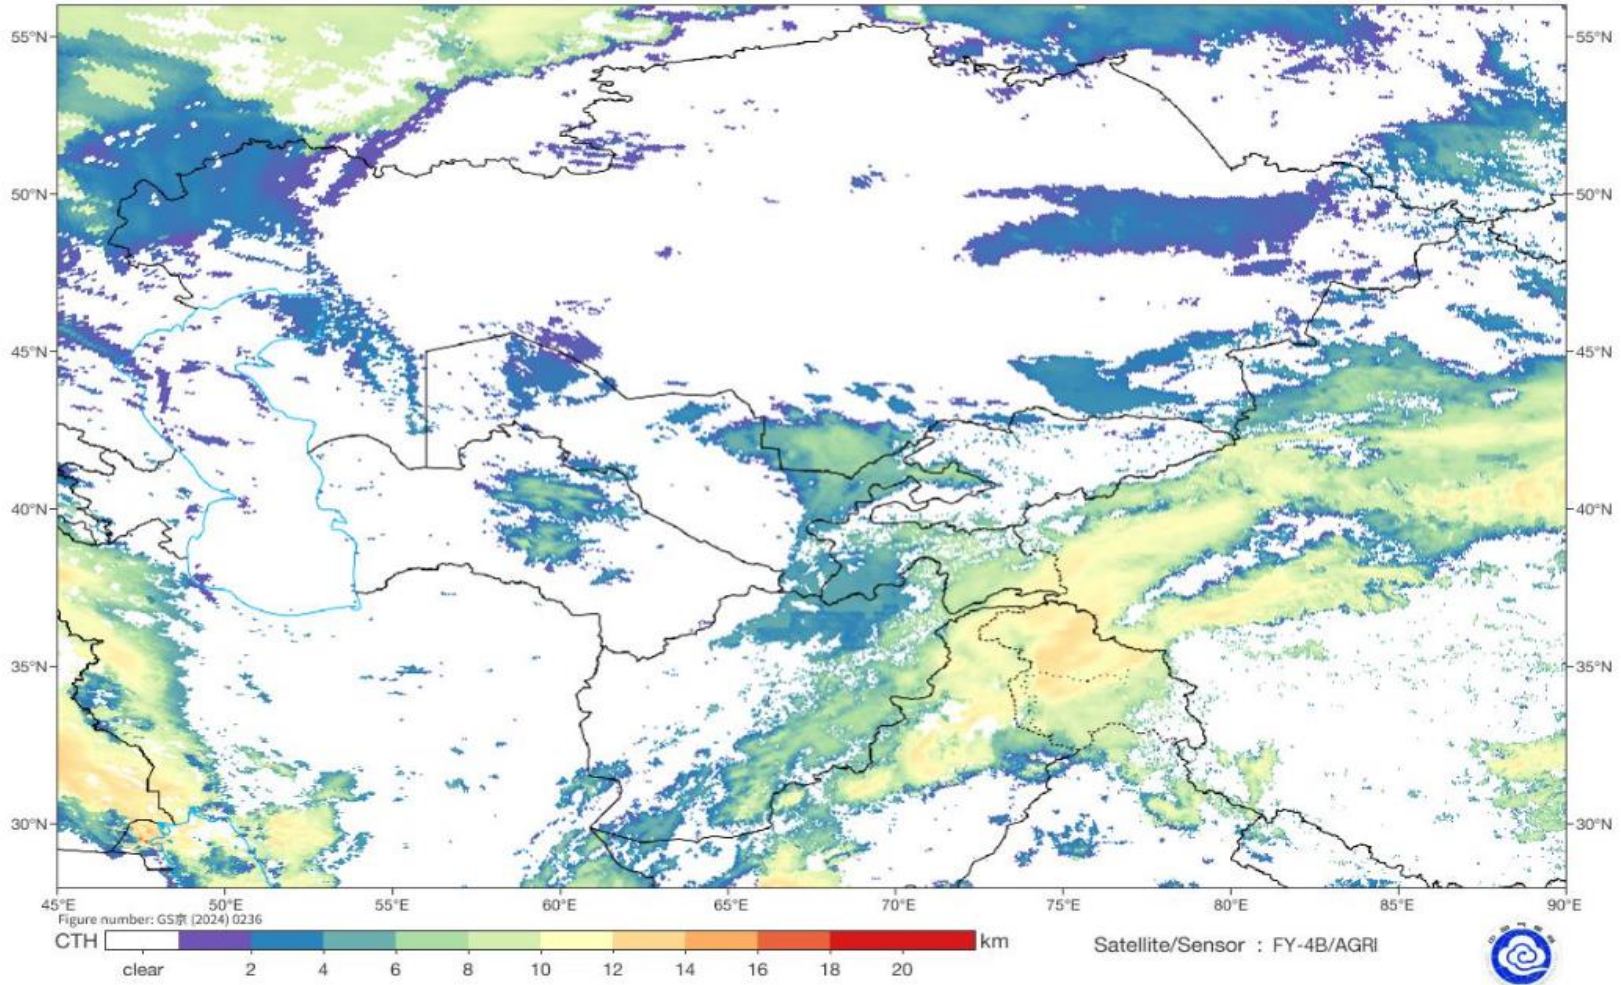 55°N 55°N
50°N 50°N
45°N 45°N
40°N 40°N
35°N 35°N
30°N 30°N
45°E 50°E 55°E 60°E 65°E 70°E 75°E 80°E 85°E 90°E
Figure number: GS京 (2024) 0236
CTH km
clear 2 4 6 8 10 12 14 16 18 20
Satellite/Sensor : FY-4B/AGRI